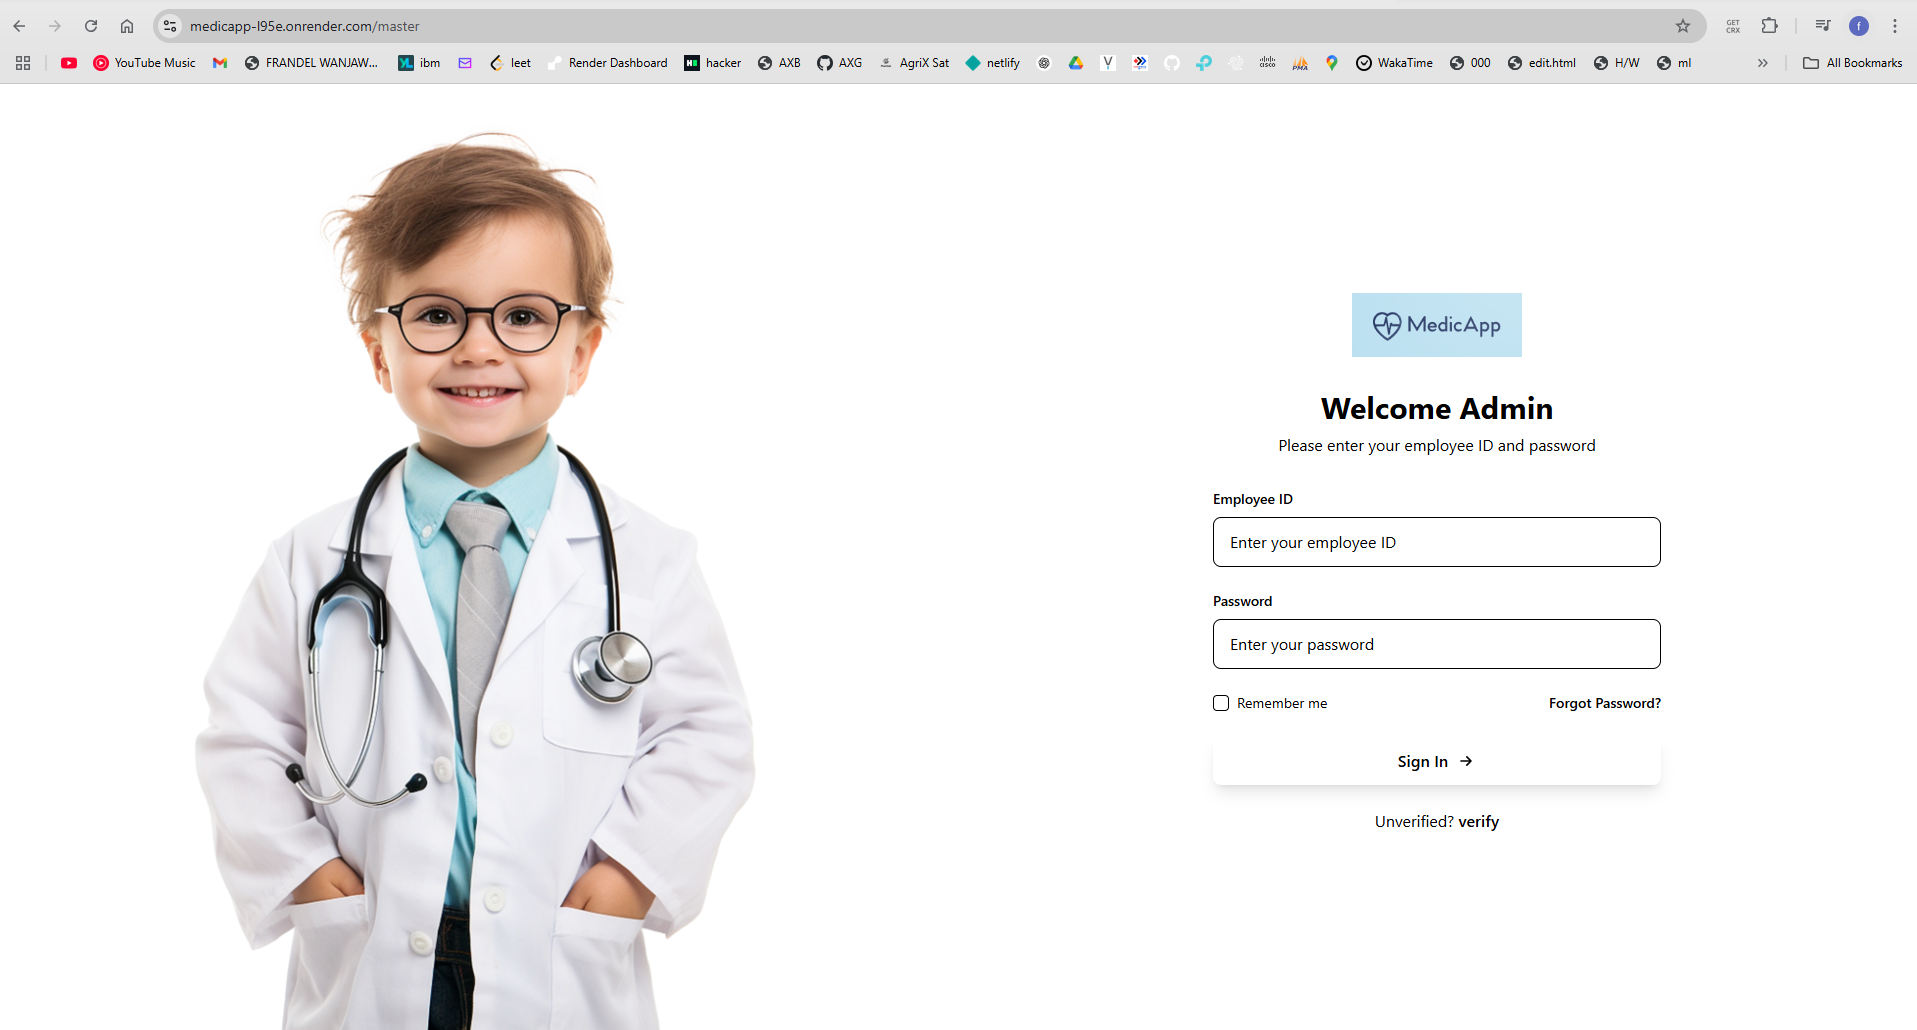 medicapp-l95e.onrender.com/master
GET
CRX
f
YouTube Music
FRANDEL WANJAW...
ibm
leet
Render Dashboard
hacker
AXB
AXG
AgriX Sat
netlify
WakaTime
000
edit.html
H/W
ml
All Bookmarks
MedicApp
Welcome Admin
Please enter your employee ID and password
Employee ID
Enter your employee ID
Password
Enter your password
Remember me
Forgot Password?
Sign In
Unverified? verify